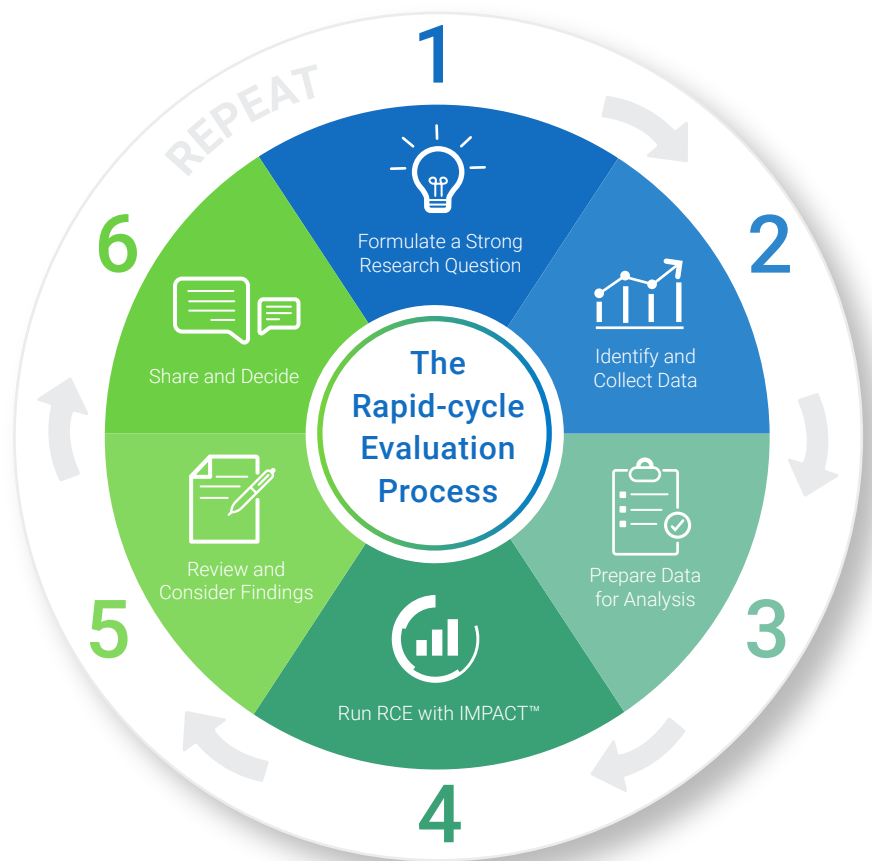 REPEAT
1
Formulate a Strong
Research Question
2
Identify and
Collect Data
3
Prepare Data
for Analysis
4
Run RCE with IMPACT™
5
Review and
Consider Findings
6
Share and Decide
The
Rapid-cycle
Evaluation
Process